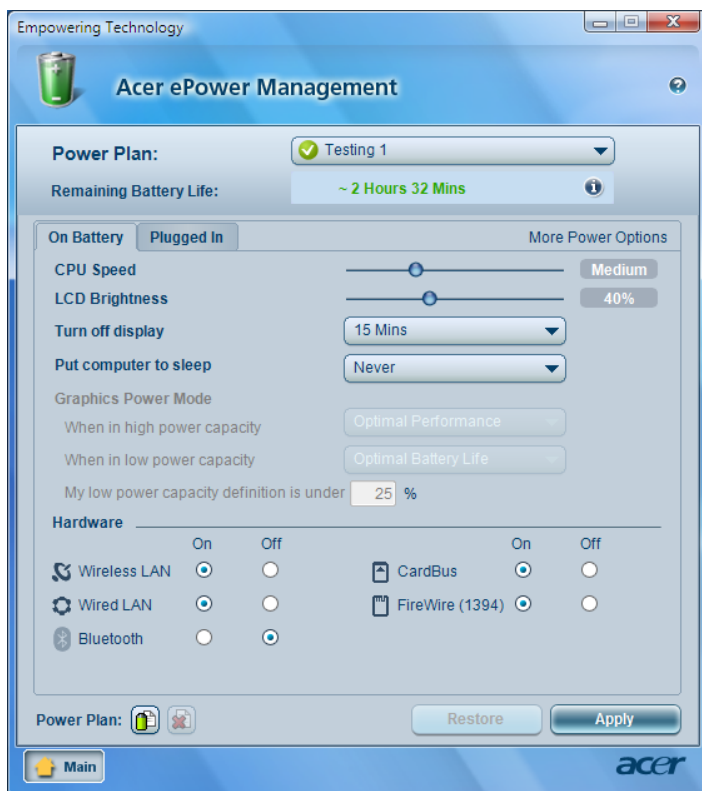 Empowering Technology
Acer ePower Management
Power Plan: Testing 1
Remaining Battery Life: ~ 2 Hours 32 Mins
On Battery Plugged In More Power Options
CPU Speed Medium
LCD Brightness 40%
Turn off display 15 Mins
Put computer to sleep Never
Graphics Power Mode
When in high power capacity Optimal Performance
When in low power capacity Optimal Battery Life
My low power capacity definition is under 25 %
Hardware
On Off On Off
Wireless LAN CardBus
Wired LAN FireWire (1394)
Bluetooth
Power Plan: Restore Apply
Main acer